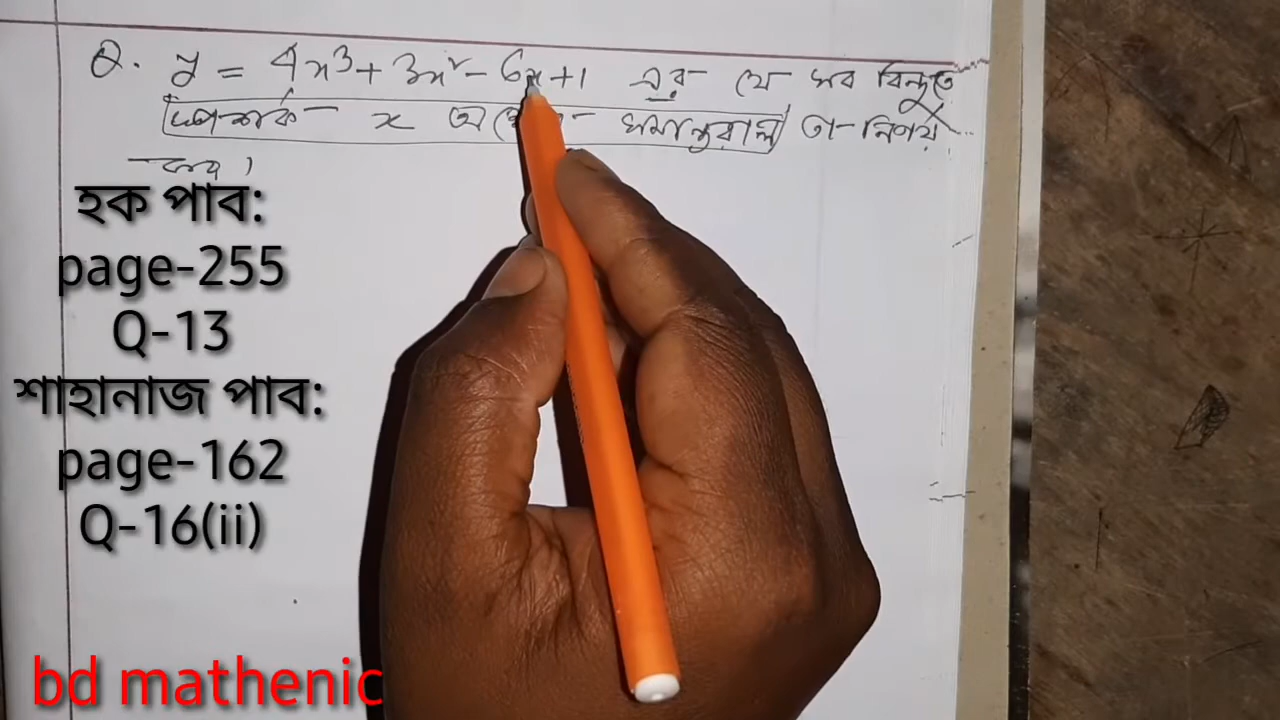 Q. y = 4x³ + 3x² - 6x + 1 এর যে সব বিন্দুতে
স্পর্শক x সমান্তরাল তা নির্ণয়
কর।
হক পাব:
page-255
Q-13
শাহানাজ পাব:
page-162
Q-16(ii)
bd mathenic